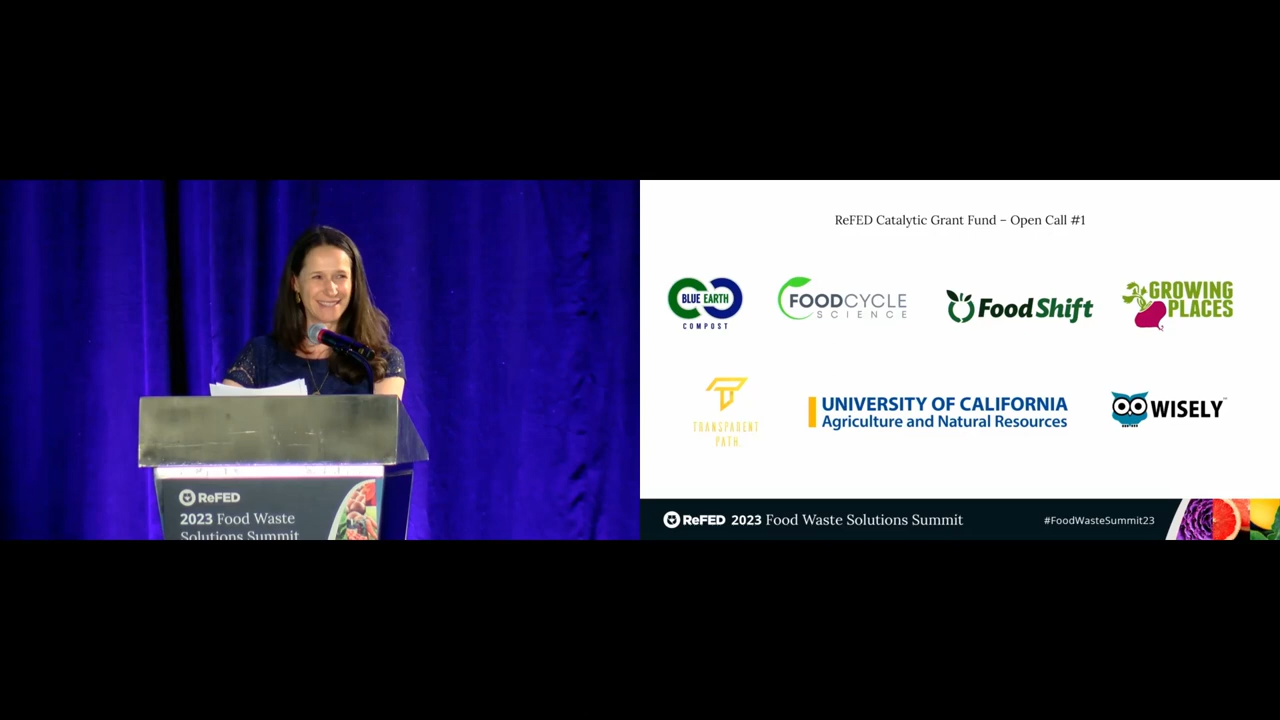 ReFED
2023 Food Waste
Solutions Summit
ReFED Catalytic Grant Fund – Open Call #1
BLUE EARTH
COMPOST
FOODCYCLE
SCIENCE
FoodShift
GROWING
PLACES
TRANSPARENT
PATH
UNIVERSITY OF CALIFORNIA
Agriculture and Natural Resources
WISELY™
ReFED 2023 Food Waste Solutions Summit
#FoodWasteSummit23